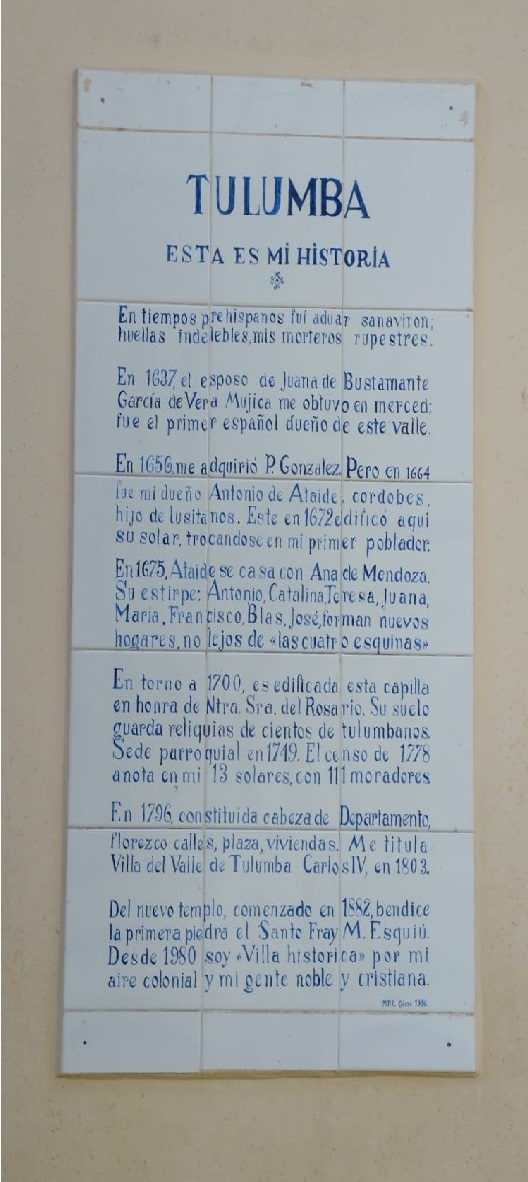 TULUMBA
ESTA ES MI HISTORIA
En tiempos prehispanos fui aduar sanaviron;
huellas indelebles, mis morteros rupestres.
En 1637, el esposo de Juana de Bustamante
García de Vera Mujica me obtuvo en merced;
fue el primer español dueño de este valle.
En 1656, me adquirió P. González. Pero en 1664
fue mi dueño Antonio de Ataide, cordobes,
hijo de lusitanos. Este en 1672 edificó aqui
su solar, trocandose en mi primer poblador.
En 1675, Ataide se casa con Ana de Mendoza.
Su estirpe: Antonio, Catalina, Teresa, Juana,
María, Francisco, Blas, José, forman nuevos
hogares, no lejos de «las cuatro esquinas»
En torno a 1700, es edificada esta capilla
en honra de Ntra. Sra. del Rosario. Su suelo
guarda reliquias de cientos de tulumbanos.
Sede parroquial en 1749. El censo de 1778
anota en mi 13 solares, con 111 moradores
En 1796, constituida cabeza de Departamento,
florezco calles, plaza, viviendas. Me titula
Villa del Valle de Tulumba Carlos IV, en 1803.
Del nuevo templo, comenzado en 1882, bendice
la primera piedra el Santo Fray M. Esquiú.
Desde 1980 soy «Villa historica» por mi
aire colonial y mi gente noble y cristiana.